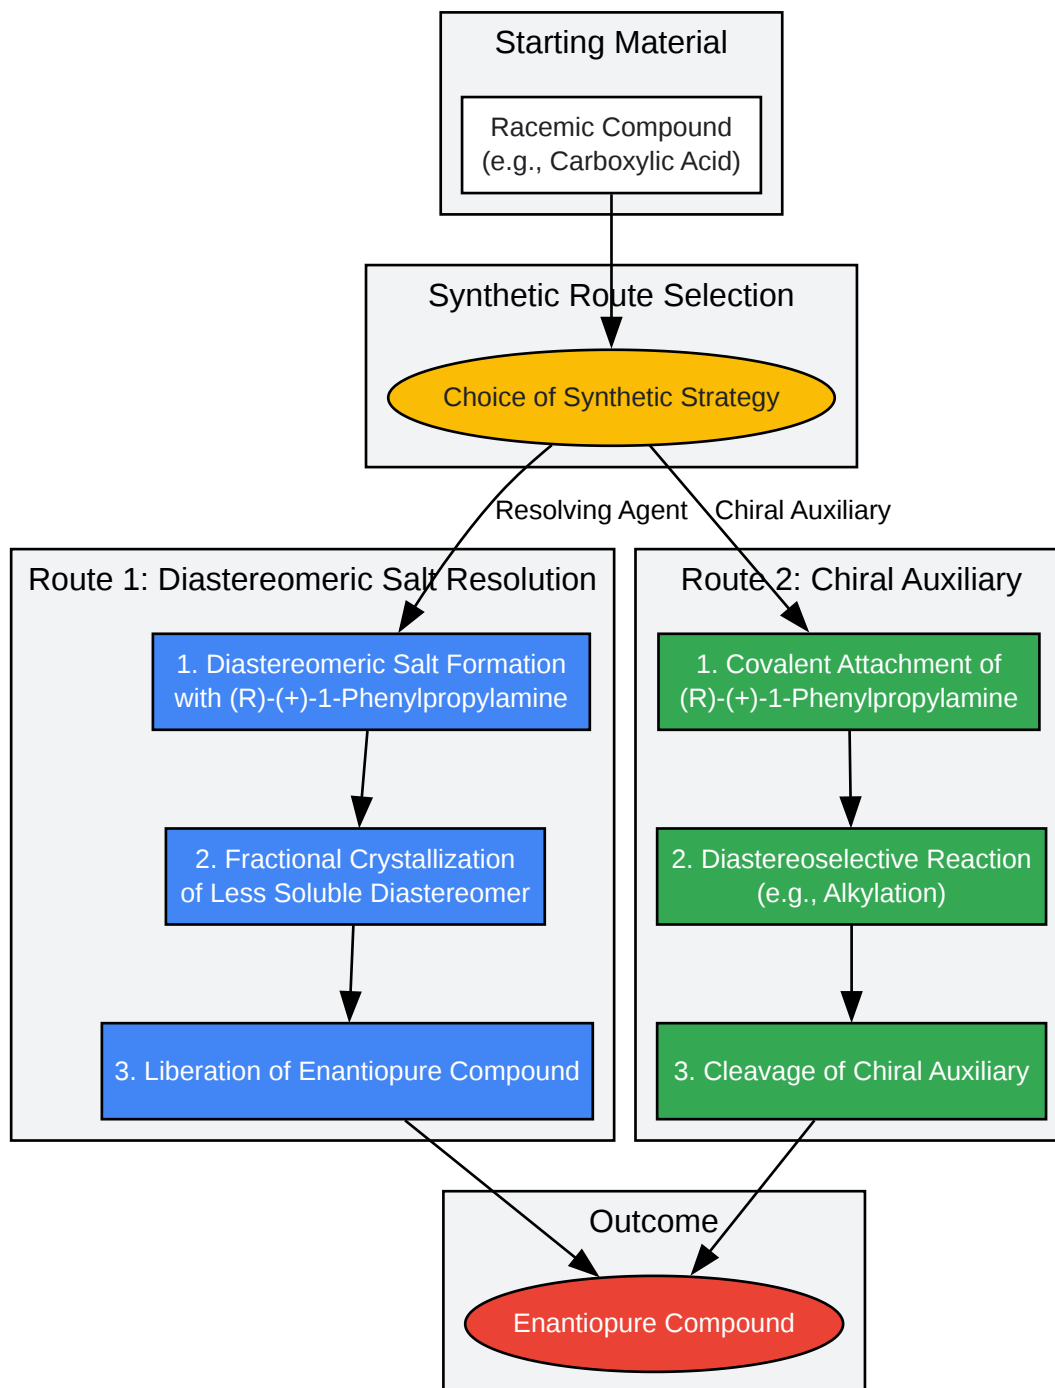 Starting Material
Racemic Compound
(e.g., Carboxylic Acid)
Synthetic Route Selection
Choice of Synthetic Strategy
Resolving Agent
Chiral Auxiliary
Route 1: Diastereomeric Salt Resolution
1. Diastereomeric Salt Formation
with (R)-(+)-1-Phenylpropylamine
2. Fractional Crystallization
of Less Soluble Diastereomer
3. Liberation of Enantiopure Compound
Route 2: Chiral Auxiliary
1. Covalent Attachment of
(R)-(+)-1-Phenylpropylamine
2. Diastereoselective Reaction
(e.g., Alkylation)
3. Cleavage of Chiral Auxiliary
Outcome
Enantiopure Compound